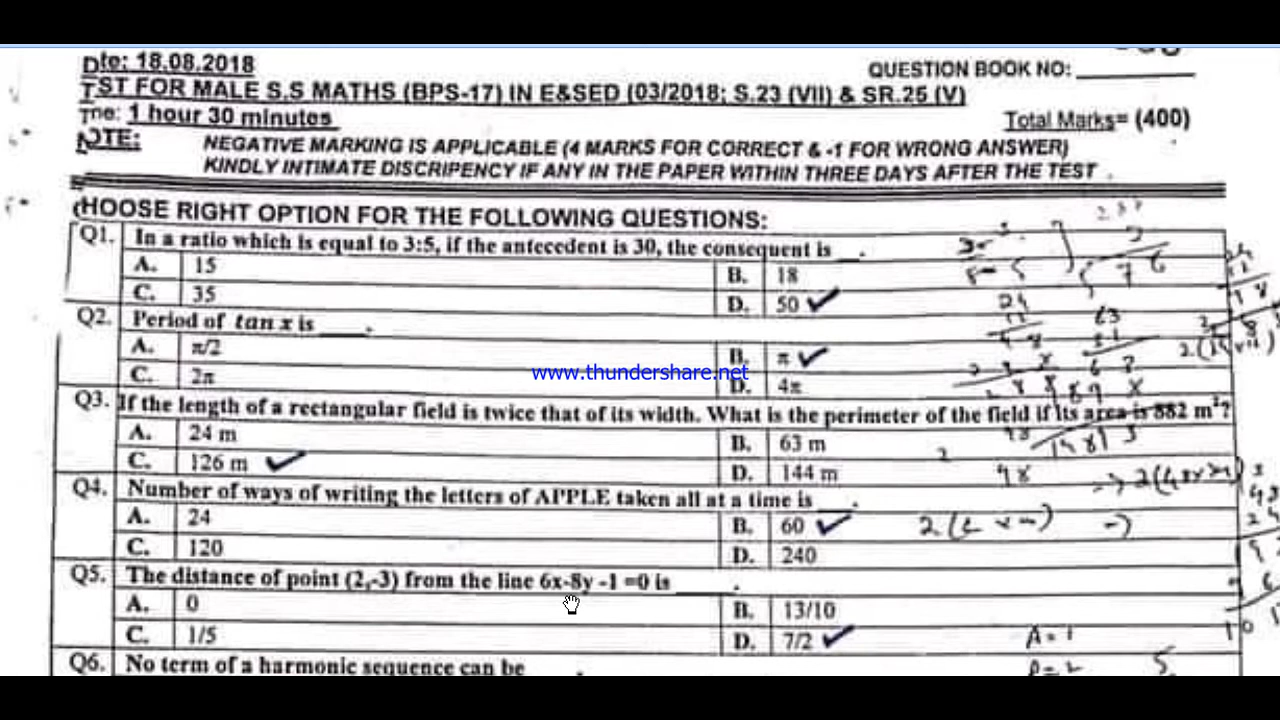 Dte: 18.08.2018
QUESTION BOOK NO:
TST FOR MALE S.S MATHS (BPS-17) IN E&SED (03/2018; S.23 (VII) & SR.25 (V)
Tne: 1 hour 30 minutes
Total Marks= (400)
NOTE: NEGATIVE MARKING IS APPLICABLE (4 MARKS FOR CORRECT & -1 FOR WRONG ANSWER)
KINDLY INTIMATE DISCRIPENCY IF ANY IN THE PAPER WITHIN THREE DAYS AFTER THE TEST
CHOOSE RIGHT OPTION FOR THE FOLLOWING QUESTIONS:
Q1. In a ratio which is equal to 3:5, if the antecedent is 30, the consequent is ___.
A. 15 B. 18
C. 35 D. 50 ✓
Q2. Period of tan x is ____.
A. π/2 B. π ✓
C. 2π D. 4π
www.thundershare.net
Q3. If the length of a rectangular field is twice that of its width. What is the perimeter of the field if its area is 882 m²?
A. 24 m B. 63 m
C. 126 m ✓ D. 144 m
Q4. Number of ways of writing the letters of APPLE taken all at a time is ___.
A. 24 B. 60 ✓
C. 120 D. 240
Q5. The distance of point (2,-3) from the line 6x-8y -1 =0 is _____.
A. 0 B. 13/10
C. 1/5 D. 7/2 ✓
Q6. No term of a harmonic sequence can be ____.